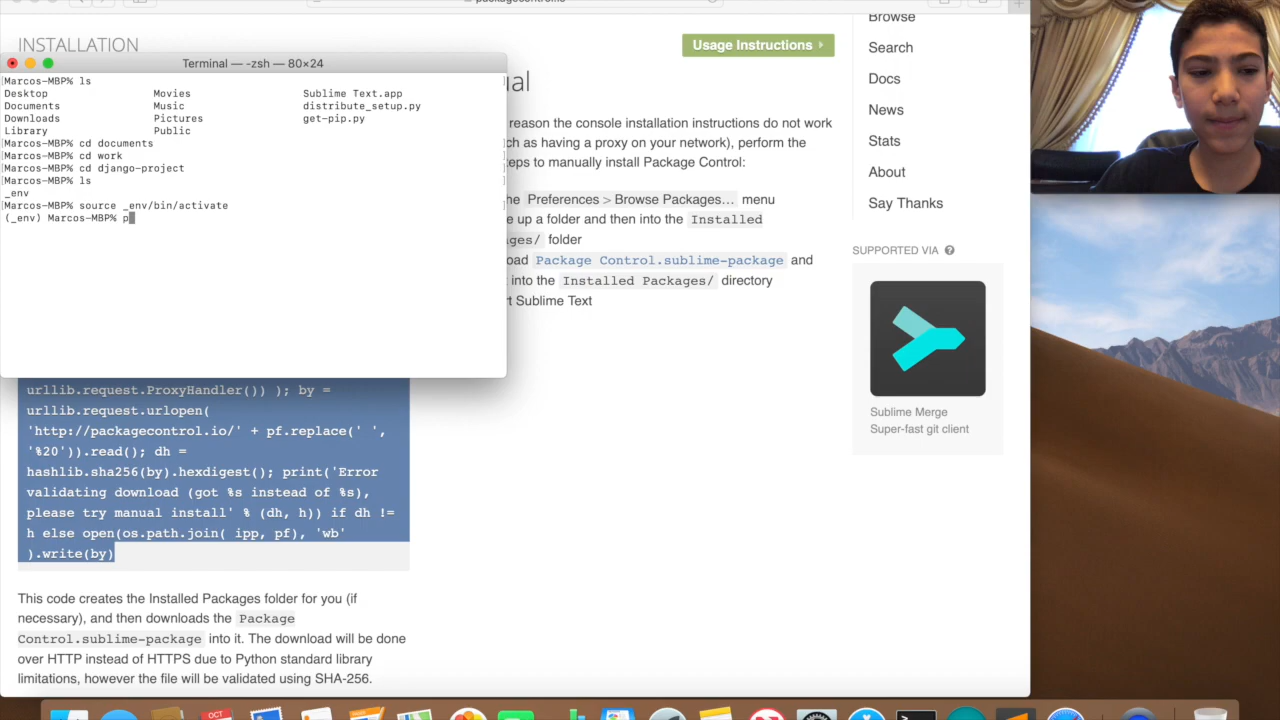 packagecontrol.io
INSTALLATION
Usage Instructions
Terminal — -zsh — 80×24
Marcos-MBP% ls
Desktop Movies Sublime Text.app
Documents Music distribute_setup.py
Downloads Pictures get-pip.py
Library Public
Marcos-MBP% cd documents
Marcos-MBP% cd work
Marcos-MBP% cd django-project
Marcos-MBP% ls
_env
Marcos-MBP% source _env/bin/activate
(_env) Marcos-MBP% p
reason the console installation instructions do not work
having a proxy on your network), perform the
to manually install Package Control:
Preferences > Browse Packages… menu
up a folder and then into the Installed
folder
Package Control.sublime-package and
into the Installed Packages/ directory
Sublime Text
urllib.request.ProxyHandler()) ); by =
urllib.request.urlopen(
'http://packagecontrol.io/' + pf.replace(' ',
'%20')).read(); dh =
hashlib.sha256(by).hexdigest(); print('Error
validating download (got %s instead of %s),
please try manual install' % (dh, h)) if dh !=
h else open(os.path.join( ipp, pf), 'wb'
).write(by)
This code creates the Installed Packages folder for you (if
necessary), and then downloads the Package
Control.sublime-package into it. The download will be done
over HTTP instead of HTTPS due to Python standard library
limitations, however the file will be validated using SHA-256.
Browse
Search
Docs
News
Stats
About
Say Thanks
SUPPORTED VIA ?
Sublime Merge
Super-fast git client
OCT